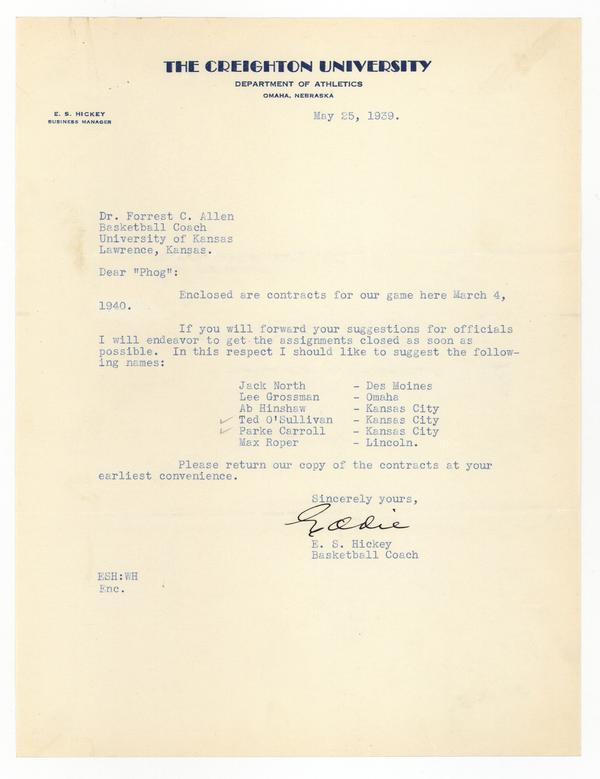 THE CREIGHTON UNIVERSITY
DEPARTMENT OF ATHLETICS
OMAHA, NEBRASKA
E. S. HICKEY
BUSINESS MANAGER
May 25, 1939.
Dr. Forrest C. Allen
Basketball Coach
University of Kansas
Lawrence, Kansas.
Dear "Phog":
Enclosed are contracts for our game here March 4,
1940.
If you will forward your suggestions for officials
I will endeavor to get the assignments closed as soon as
possible. In this respect I should like to suggest the follow-
ing names:
Jack North - Des Moines
Lee Grossman - Omaha
Ab Hinshaw - Kansas City
✓ Ted O'Sullivan - Kansas City
✓ Parke Carroll - Kansas City
Max Roper - Lincoln.
Please return our copy of the contracts at your
earliest convenience.
Sincerely yours,
Eddie
E. S. Hickey
Basketball Coach
ESH:WH
Enc.